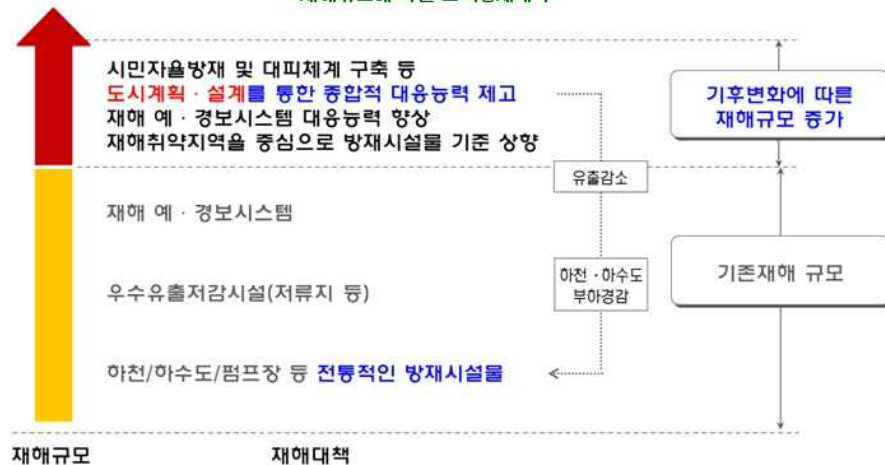 시민자율방재 및 대피체계 구축 등
도시계획 · 설계를 통한 종합적 대응능력 제고
재해 예 · 경보시스템 대응능력 향상
재해취약지역을 중심으로 방재시설물 기준 상향
기후변화에 따른
재해규모 증가
유출감소
재해 예 · 경보시스템
하천 · 하수도
부하경감
기존재해 규모
우수유출저감시설(저류지 등)
하천/하수도/펌프장 등 전통적인 방재시설물
재해규모
재해대책